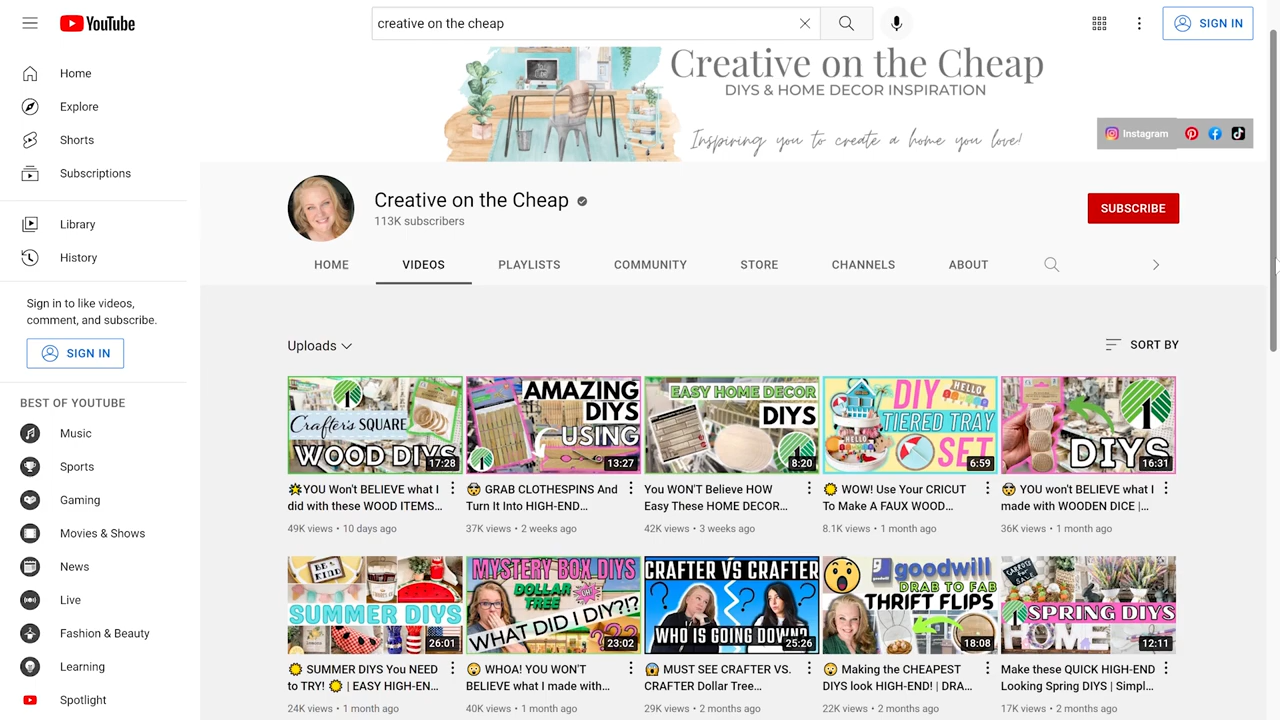 YouTube
creative on the cheap
SIGN IN
Home
Explore
Shorts
Subscriptions
Library
History
Sign in to like videos,
comment, and subscribe.
SIGN IN
BEST OF YOUTUBE
Music
Sports
Gaming
Movies & Shows
News
Live
Fashion & Beauty
Learning
Spotlight
Creative on the Cheap
DIYS & HOME DECOR INSPIRATION
Inspiring you to create a home you love!
Instagram
Creative on the Cheap
113K subscribers
SUBSCRIBE
HOME VIDEOS PLAYLISTS COMMUNITY STORE CHANNELS ABOUT
Uploads
SORT BY
Crafter's SQUARE
WOOD DIYS
17:28
🌟YOU Won't BELIEVE what I
did with these WOOD ITEMS…
49K views • 10 days ago
AMAZING
DIYS
USING
13:27
😲 GRAB CLOTHESPINS And
Turn It Into HIGH-END…
37K views • 2 weeks ago
EASY HOME DECOR
DIYS
8:20
You WON'T Believe HOW
Easy These HOME DECOR…
42K views • 3 weeks ago
DIY
HELLO
TIERED TRAY
SET
HELLO
6:59
🌞 WOW! Use Your CRICUT
To Make A FAUX WOOD…
8.1K views • 1 month ago
DIYS
16:31
😲 YOU won't BELIEVE what I
made with WOODEN DICE |…
36K views • 1 month ago
BE KIND
SUMMER DIYS
26:01
🌞 SUMMER DIYS You NEED
to TRY! 🌞 | EASY HIGH-EN…
24K views • 1 month ago
MYSTERY BOX DIYS
DOLLAR
TREE
WHAT DID I DIY?!?
23:02
😳 WHOA! YOU WON'T
BELIEVE what I made with…
40K views • 1 month ago
CRAFTER VS CRAFTER
WHO IS GOING DOWN?
25:26
😱 MUST SEE CRAFTER VS.
CRAFTER Dollar Tree…
29K views • 2 months ago
goodwill
DRAB TO FAB
THRIFT FLIPS
18:08
😲 Making the CHEAPEST
DIYS look HIGH-END! | DRA…
22K views • 2 months ago
SPRING DIYS
12:11
Make these QUICK HIGH-END
Looking Spring DIYS | Simpl…
17K views • 2 months ago